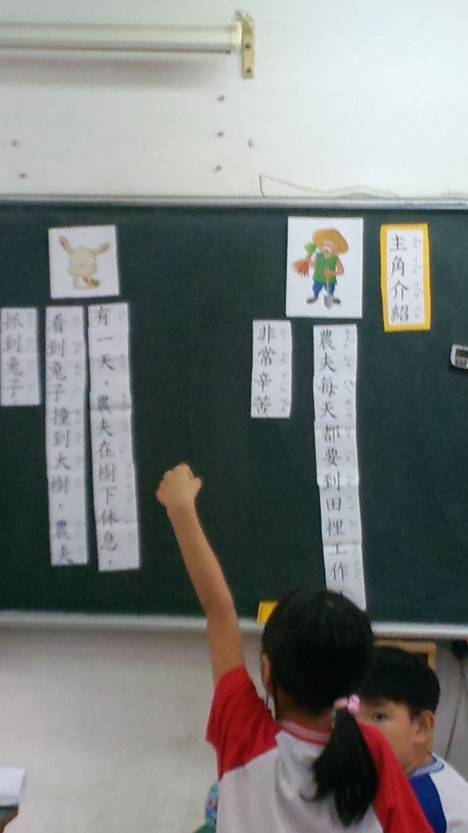 主角介紹
農夫每天都要到田裡工作，
非常辛苦
有一天，農夫在樹下休息，
看到兔子撞到大樹，農夫
抓到兔子